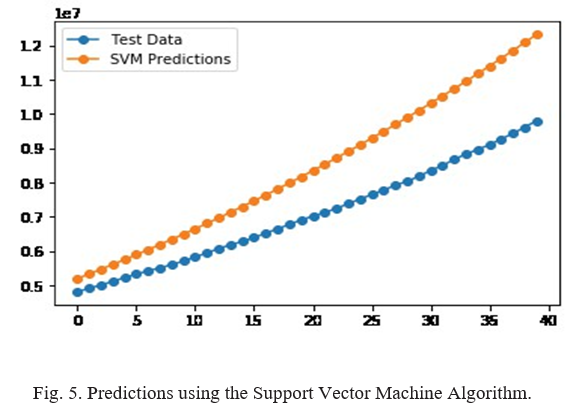 1e7
Test Data
SVM Predictions
1.2
1.1
1.0
0.9
0.8
0.7
0.6
0.5
0 5 10 15 20 25 30 35 40
Fig. 5. Predictions using the Support Vector Machine Algorithm.